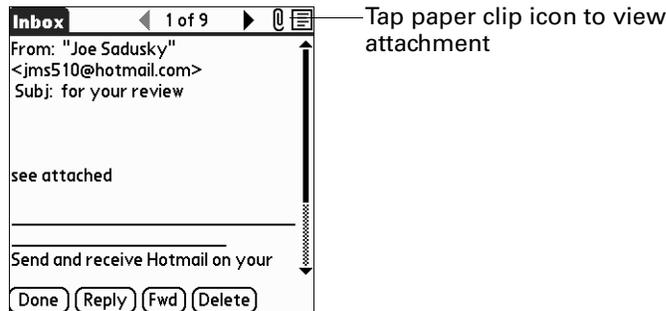 Inbox 1 of 9
From: "Joe Sadusky"
<jms510@hotmail.com>
Subj: for your review
see attached
Send and receive Hotmail on your
Done Reply Fwd Delete
Tap paper clip icon to view
attachment